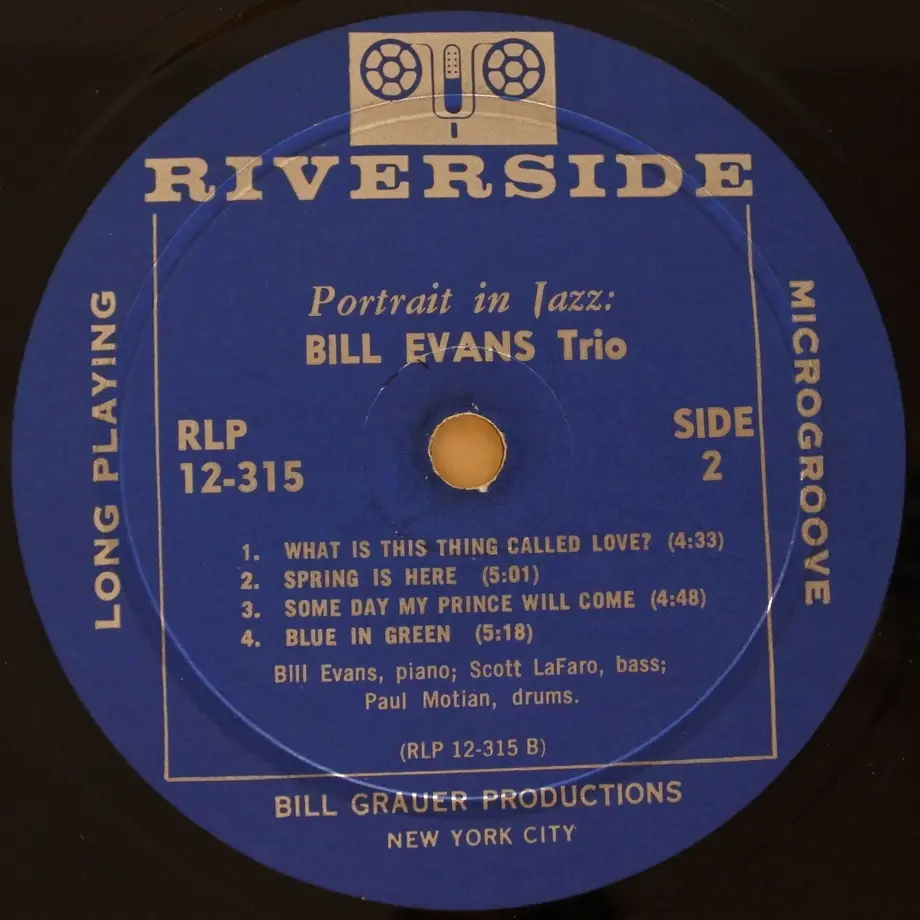 RIVERSIDE
Portrait in Jazz:
BILL EVANS Trio
LONG PLAYING
MICROGROOVE
RLP
12-315
SIDE
2
1. WHAT IS THIS THING CALLED LOVE? (4:33)
2. SPRING IS HERE (5:01)
3. SOME DAY MY PRINCE WILL COME (4:48)
4. BLUE IN GREEN (5:18)
Bill Evans, piano; Scott LaFaro, bass;
Paul Motian, drums.
(RLP 12-315 B)
BILL GRAUER PRODUCTIONS
NEW YORK CITY